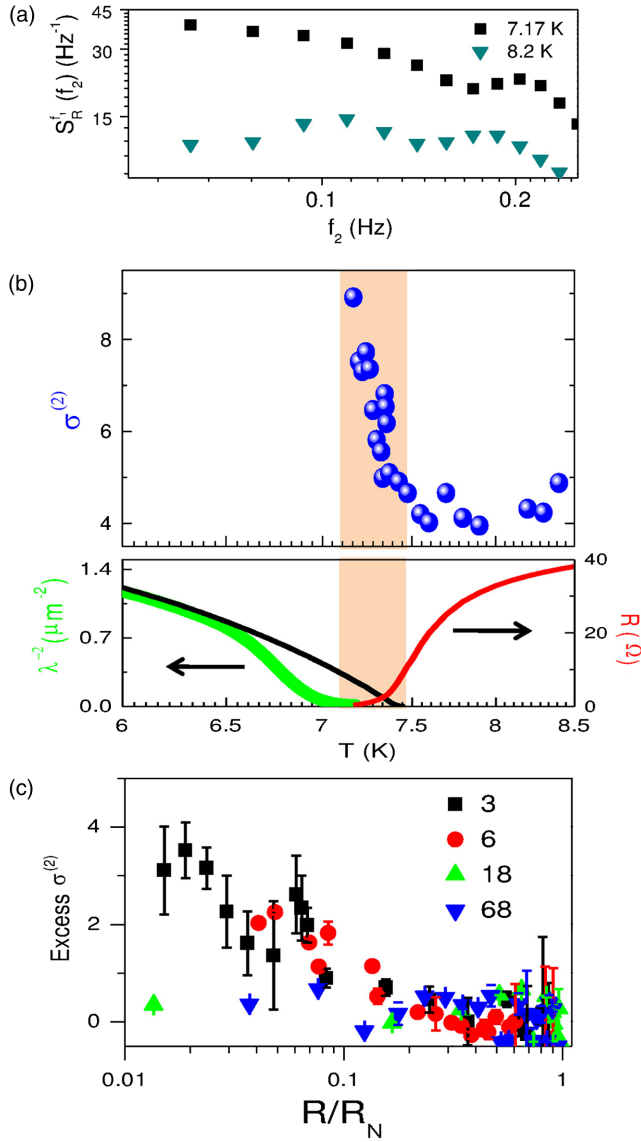 (a)
45
30
15
S_R^{f_1} (f_2) (Hz^{-1})
7.17 K
8.2 K
0.1
0.2
f_2 (Hz)
(b)
8
6
4
σ^{(2)}
1.4
0.7
0.0
λ^{-2} (μm^{-2})
40
20
0
R (Ω)
6
6.5
7
7.5
8
8.5
T (K)
(c)
4
2
0
Excess σ^{(2)}
3
6
18
68
0.01
0.1
1
R/R_N